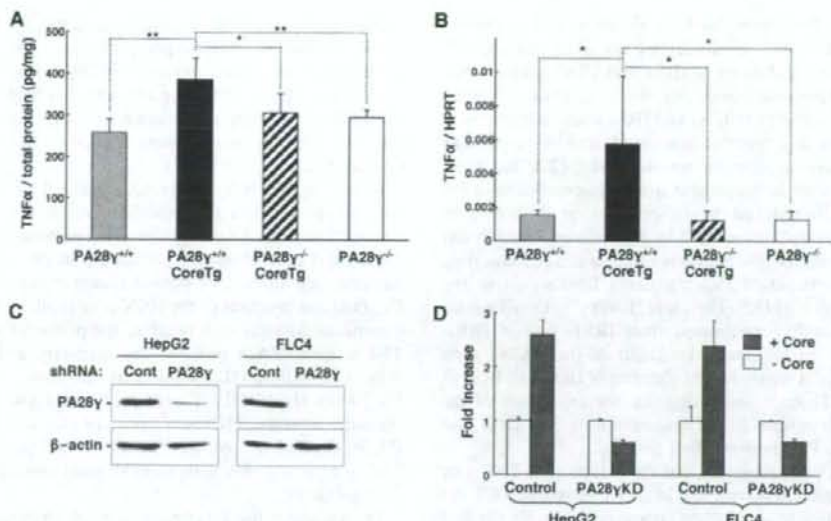 A
TNFα / total protein (pg/mg)
500
400
300
200
100
0
**
**
*
PA28γ+/+
PA28γ+/+ CoreTg
PA28γ-/- CoreTg
PA28γ-/-
B
TNFα / HPRT
0.01
0.008
0.006
0.004
0.002
0
*
*
*
PA28γ+/+
PA28γ+/+ CoreTg
PA28γ-/- CoreTg
PA28γ-/-
C
HepG2 FLC4
shRNA: Cont PA28γ Cont PA28γ
PA28γ
β-actin
D
Fold Increase
3
2
1
0
+ Core
- Core
Control PA28γKD Control PA28γKD
HepG2 FLC4